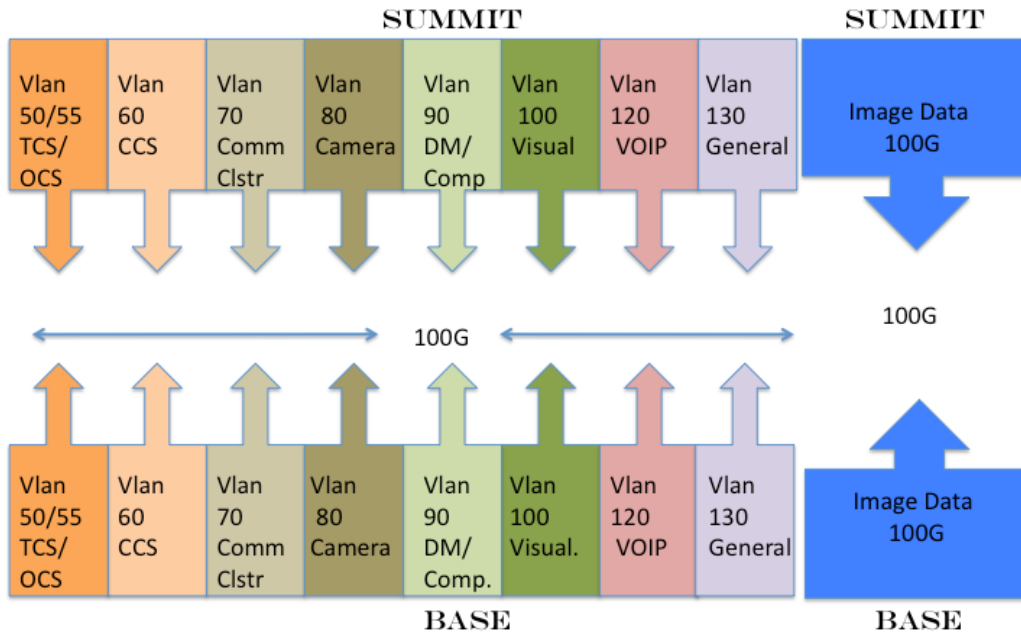 SUMMIT
SUMMIT
Vlan
50/55
TCS/
OCS
Vlan
60
CCS
Vlan
70
Comm
Clstr
Vlan
80
Camera
Vlan
90
DM/
Comp
Vlan
100
Visual
Vlan
120
VOIP
Vlan
130
General
Image Data
100G
100G
100G
Vlan
50/55
TCS/
OCS
Vlan
60
CCS
Vlan
70
Comm
Clstr
Vlan
80
Camera
Vlan
90
DM/
Comp.
Vlan
100
Visual.
Vlan
120
VOIP
Vlan
130
General
Image Data
100G
BASE
BASE